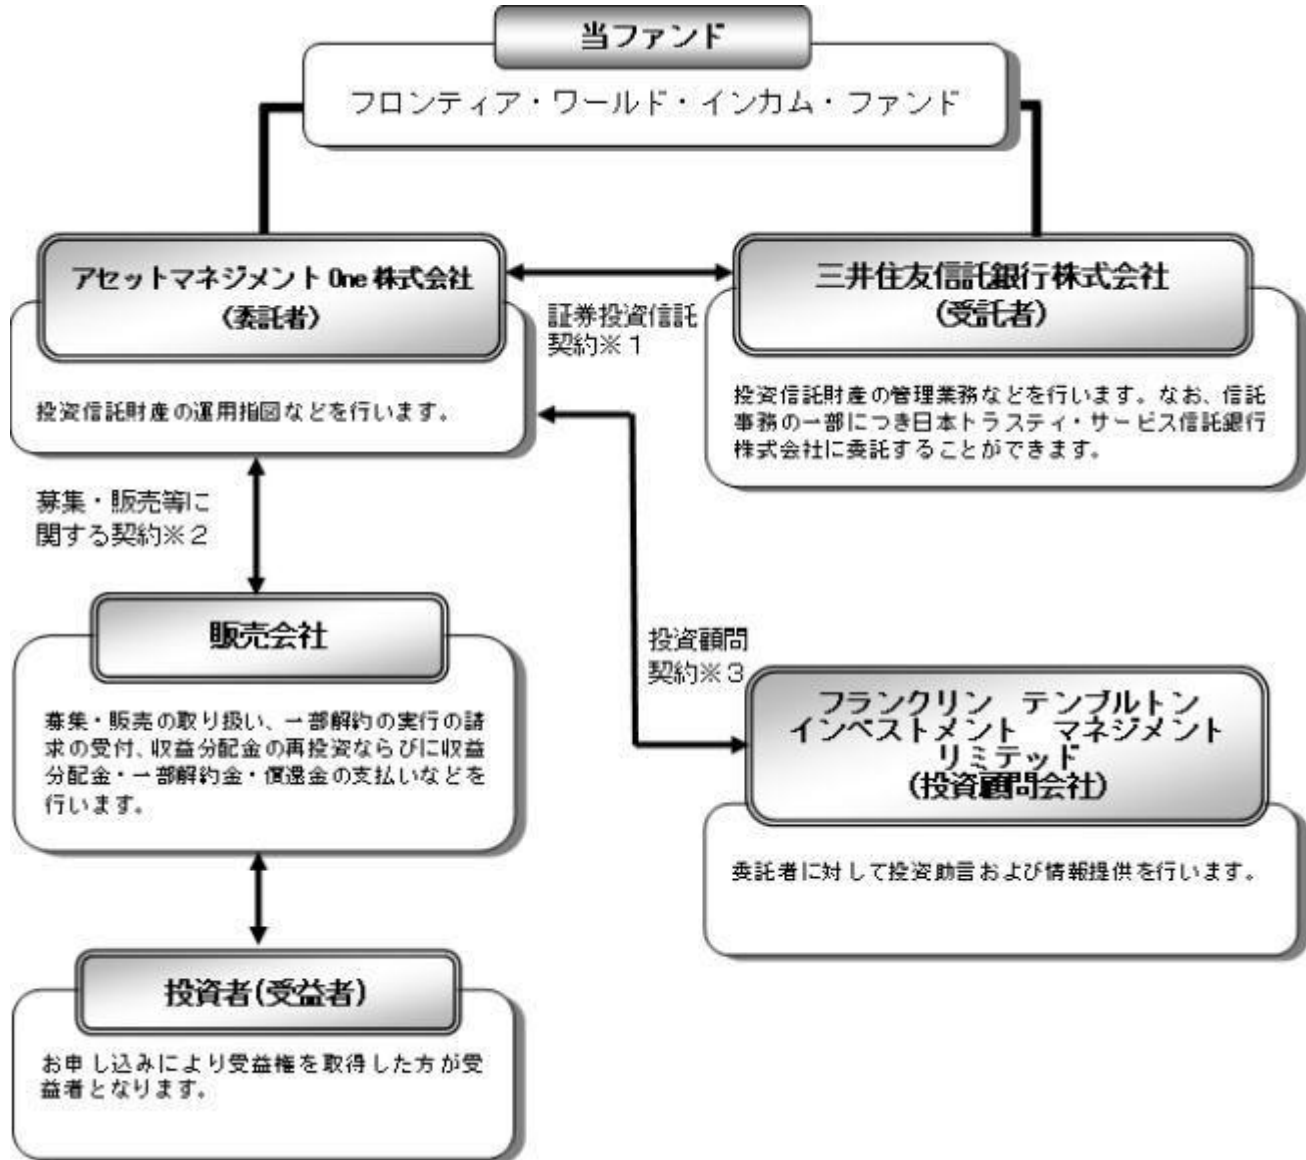 当ファンド
フロンティア・ワールド・インカム・ファンド
アセットマネジメント One 株式会社
(委託者)
投資信託財産の運用指図などを行います。
証券投資信託
契約※１
三井住友信託銀行株式会社
(受託者)
投資信託財産の管理業務などを行います。なお、信託
事務の一部につき日本トラスティ・サービス信託銀行
株式会社に委託することができます。
募集・販売等に
関する契約※２
販売会社
募集・販売の取り扱い、一部解約の実行の請
求の受付、収益分配金の再投資ならびに収益
分配金・一部解約金・償還金の支払いなどを
行います。
投資顧問
契約※３
フランクリン　テンプルトン
インベストメント　マネジメント
リミテッド
(投資顧問会社)
委託者に対して投資助言および情報提供を行います。
投資者(受益者)
お申し込みにより受益権を取得した方が受
益者となります。